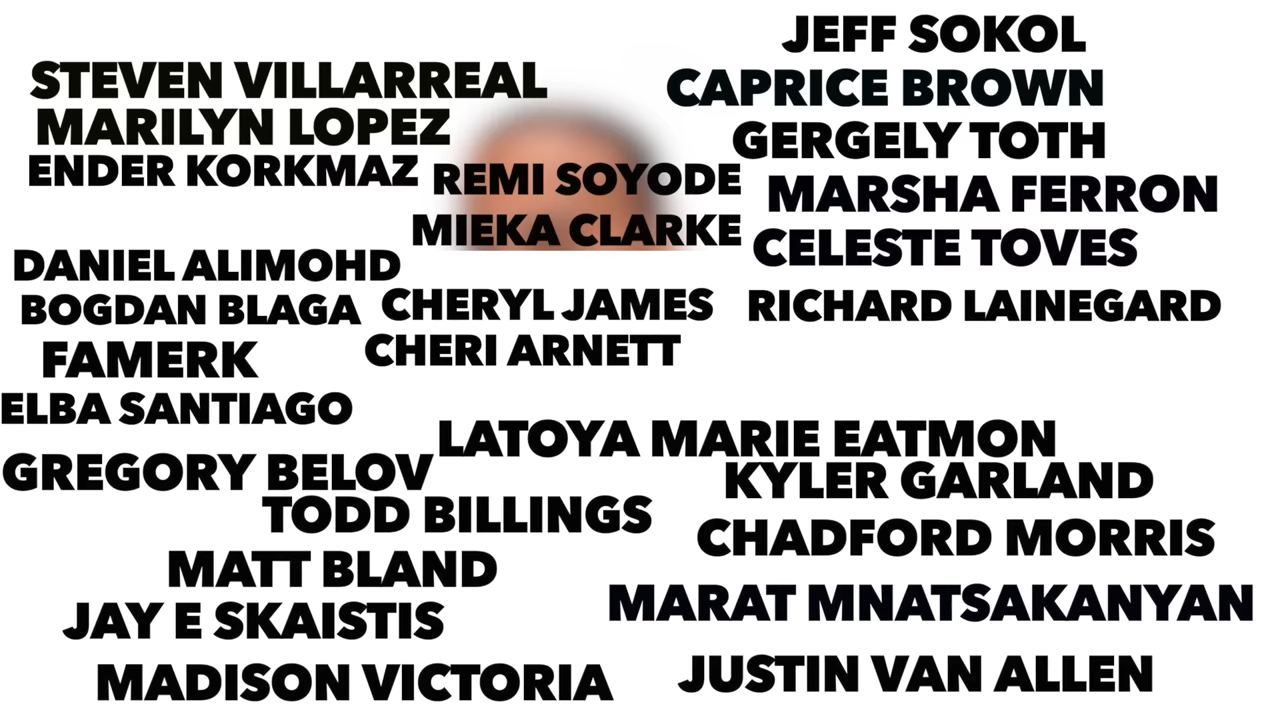 JEFF SOKOL
STEVEN VILLARREAL
CAPRICE BROWN
MARILYN LOPEZ
GERGELY TOTH
ENDER KORKMAZ
REMI SOYODE
MARSHA FERRON
MIEKA CLARKE
CELESTE TOVES
DANIEL ALIMOHD
BOGDAN BLAGA
CHERYL JAMES
RICHARD LAINEGARD
FAMERK
CHERI ARNETT
ELBA SANTIAGO
LATOYA MARIE EATMON
GREGORY BELOV
KYLER GARLAND
TODD BILLINGS
CHADFORD MORRIS
MATT BLAND
MARAT MNATSAKANYAN
JAY E SKAISTIS
JUSTIN VAN ALLEN
MADISON VICTORIA